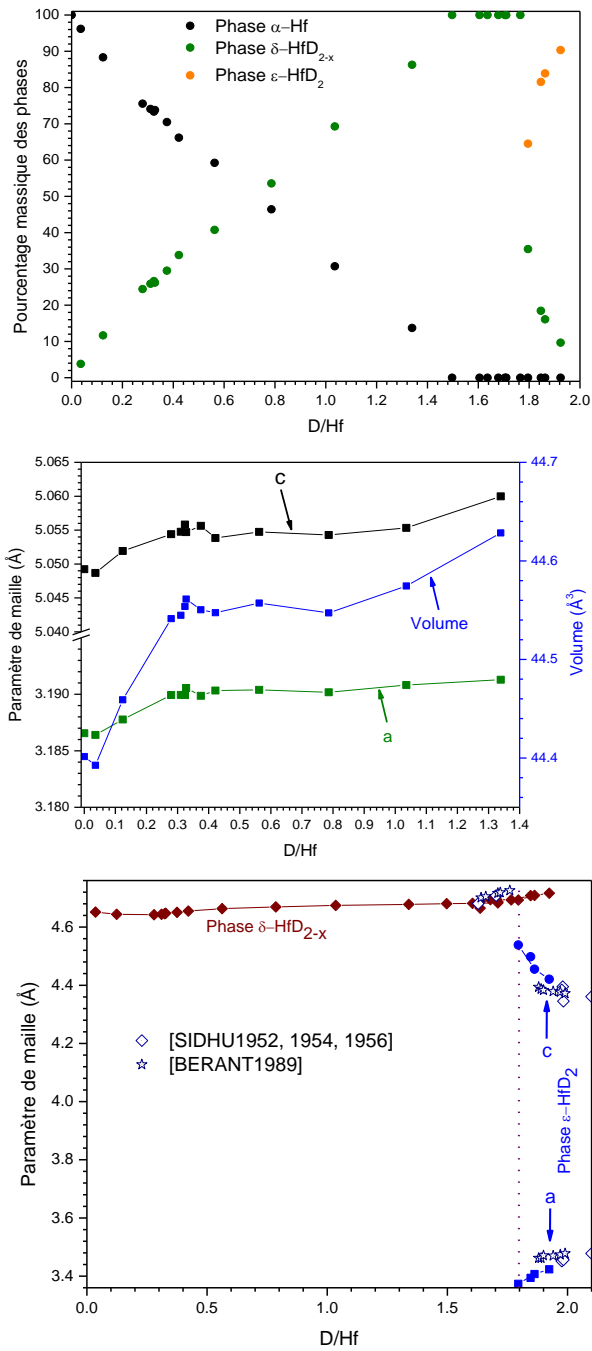 Phase α−Hf
Phase δ−HfD2-x
Phase ε−HfD2
Pourcentage massique des phases
100
90
80
70
60
50
40
30
20
10
0
0.0 0.2 0.4 0.6 0.8 1.0 1.2 1.4 1.6 1.8 2.0
D/Hf
Paramètre de maille (Å)
5.065
5.060
5.055
5.050
5.045
5.040
3.190
3.185
3.180
c
Volume
a
44.7
44.6
44.5
44.4
Volume (Å3)
0.0 0.1 0.2 0.3 0.4 0.5 0.6 0.7 0.8 0.9 1.0 1.1 1.2 1.3 1.4
D/Hf
Paramètre de maille (Å)
4.6
4.4
4.2
4.0
3.8
3.6
3.4
Phase δ−HfD2-x
[SIDHU1952, 1954, 1956]
[BERANT1989]
c
Phase ε−HfD2
a
0.0 0.5 1.0 1.5 2.0
D/Hf